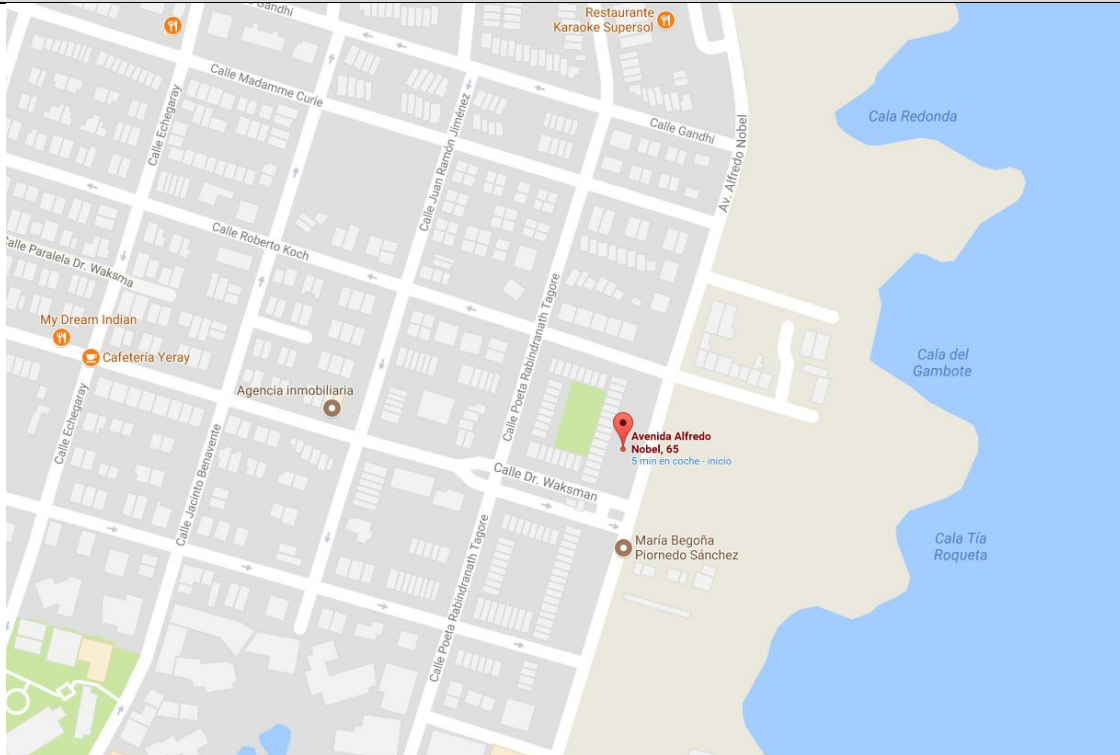 Gandhi
Restaurante
Karaoke Supersol
Calle Madamme Curie
Calle Echegaray
Calle Juan Ramón Jiménez
Calle Gandhi
Cala Redonda
Av. Alfredo Nobel
Calle Roberto Koch
Calle Paralela Dr. Waksma
My Dream Indian
Cafetería Yeray
Calle Poeta Rabindranath Tagore
Cala del
Gambote
Agencia inmobiliaria
Calle Echegaray
Calle Jacinto Benavente
Avenida Alfredo
Nobel, 65
5 min en coche - inicio
Calle Dr. Waksman
María Begoña
Piornedo Sánchez
Cala Tía
Roqueta
Calle Poeta Rabindranath Tagore